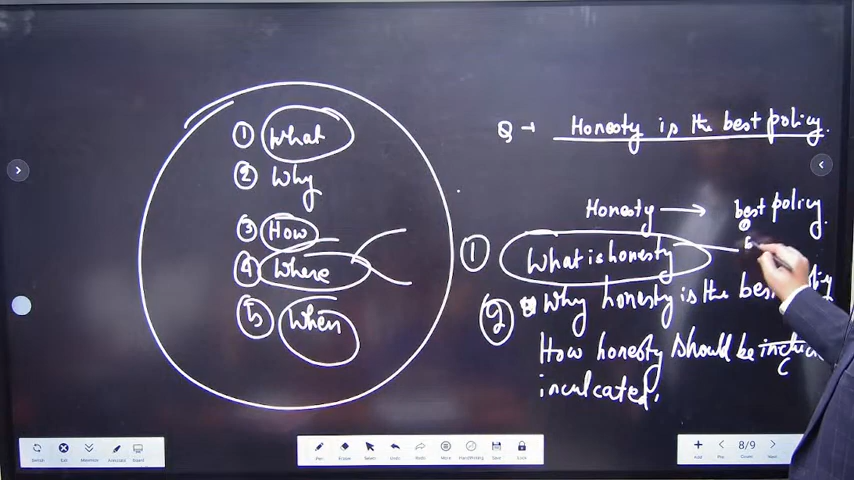 ① What
② Why
③ How
④ Where
⑤ When
Q → Honesty is the best policy.
Honesty → best policy.
① What is honesty
② Why honesty is the best
How honesty should be
inculcated.
8/9